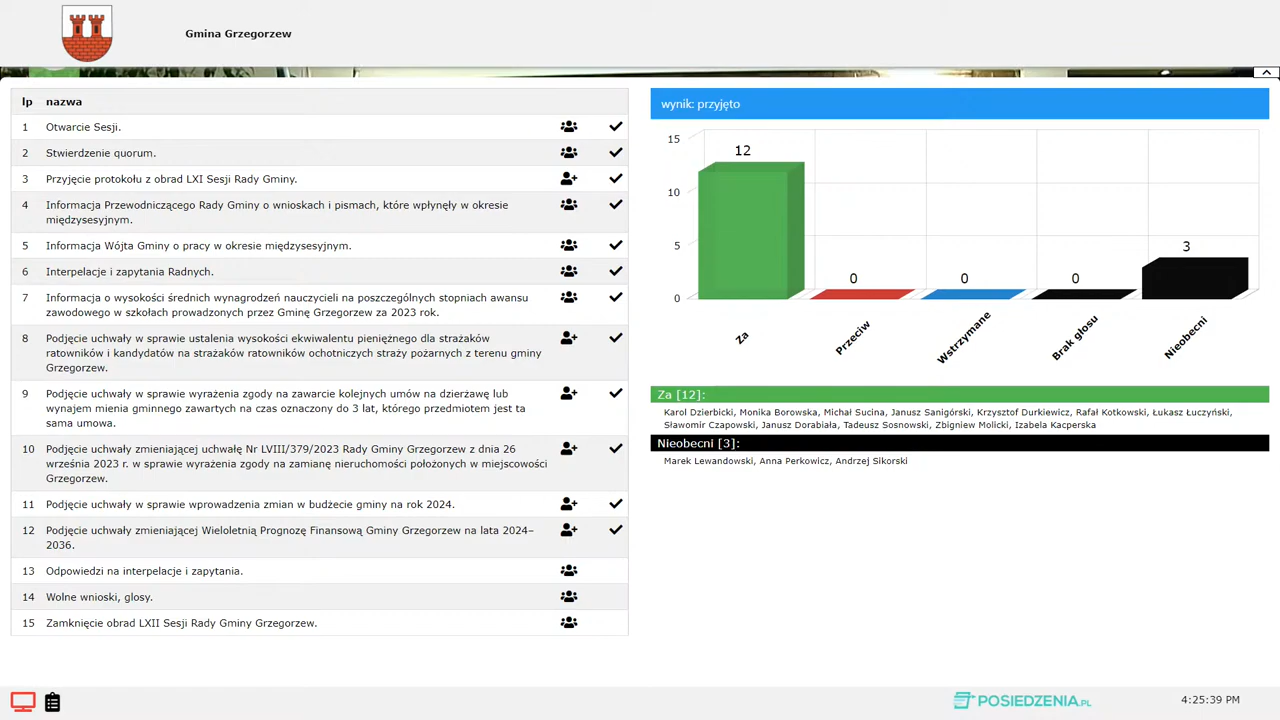 Gmina Grzegorzew
lp nazwa
1 Otwarcie Sesji.
2 Stwierdzenie quorum.
3 Przyjęcie protokołu z obrad LXI Sesji Rady Gminy.
4 Informacja Przewodniczącego Rady Gminy o wnioskach i pismach, które wpłynęły w okresie
międzysesyjnym.
5 Informacja Wójta Gminy o pracy w okresie międzysesyjnym.
6 Interpelacje i zapytania Radnych.
7 Informacja o wysokości średnich wynagrodzeń nauczycieli na poszczególnych stopniach awansu
zawodowego w szkołach prowadzonych przez Gminę Grzegorzew za 2023 rok.
8 Podjęcie uchwały w sprawie ustalenia wysokości ekwiwalentu pieniężnego dla strażaków
ratowników i kandydatów na strażaków ratowników ochotniczych straży pożarnych z terenu gminy
Grzegorzew.
9 Podjęcie uchwały w sprawie wyrażenia zgody na zawarcie kolejnych umów na dzierżawę lub
wynajem mienia gminnego zawartych na czas oznaczony do 3 lat, którego przedmiotem jest ta
sama umowa.
10 Podjęcie uchwały zmieniającej uchwałę Nr LVIII/379/2023 Rady Gminy Grzegorzew z dnia 26
września 2023 r. w sprawie wyrażenia zgody na zamianę nieruchomości położonych w miejscowości
Grzegorzew.
11 Podjęcie uchwały w sprawie wprowadzenia zmian w budżecie gminy na rok 2024.
12 Podjęcie uchwały zmieniającej Wieloletnią Prognozę Finansową Gminy Grzegorzew na lata 2024–
2036.
13 Odpowiedzi na interpelacje i zapytania.
14 Wolne wnioski, glosy.
15 Zamknięcie obrad LXII Sesji Rady Gminy Grzegorzew.
wynik: przyjęto
15
10
5
0
12
0
0
0
3
Za
Przeciw
Wstrzymane
Brak głosu
Nieobecni
Za [12]:
Karol Dzierbicki, Monika Borowska, Michał Sucina, Janusz Sanigórski, Krzysztof Durkiewicz, Rafał Kotkowski, Łukasz Łuczyński,
Sławomir Czapowski, Janusz Dorabiała, Tadeusz Sosnowski, Zbigniew Molicki, Izabela Kacperska
Nieobecni [3]:
Marek Lewandowski, Anna Perkowicz, Andrzej Sikorski
POSIEDZENIA.PL
4:25:39 PM